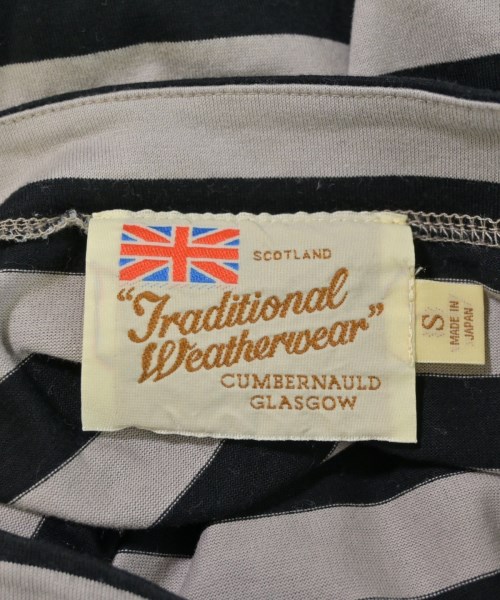 SCOTLAND
"Traditional
Weatherwear"
CUMBERNAULD
GLASGOW
S
MADE IN
JAPAN